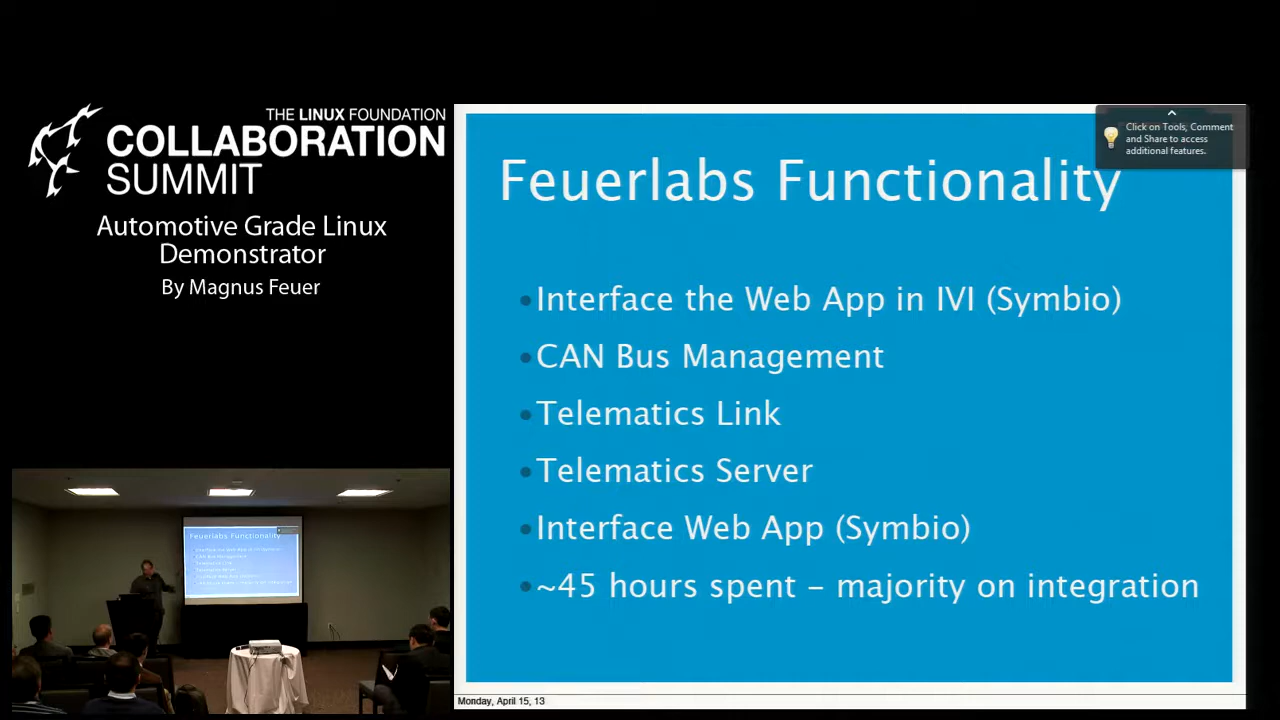 THE LINUX FOUNDATION
COLLABORATION
SUMMIT
Automotive Grade Linux
Demonstrator
By Magnus Feuer
Click on Tools, Comment
and Share to access
additional features.
Feuerlabs Functionality
•Interface the Web App in IVI (Symbio)
•CAN Bus Management
•Telematics Link
•Telematics Server
•Interface Web App (Symbio)
•~45 hours spent – majority on integration
Monday, April 15, 13
Feuerlabs Functionality